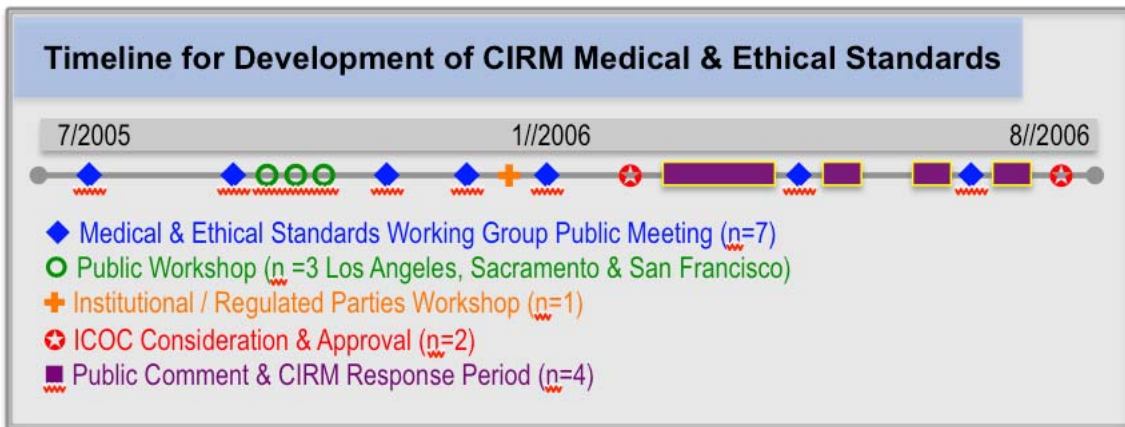 Timeline for Development of CIRM Medical & Ethical Standards
7/2005 1//2006 8//2006
Medical & Ethical Standards Working Group Public Meeting (n=7)
Public Workshop (n =3 Los Angeles, Sacramento & San Francisco)
Institutional / Regulated Parties Workshop (n=1)
ICOC Consideration & Approval (n=2)
Public Comment & CIRM Response Period (n=4)